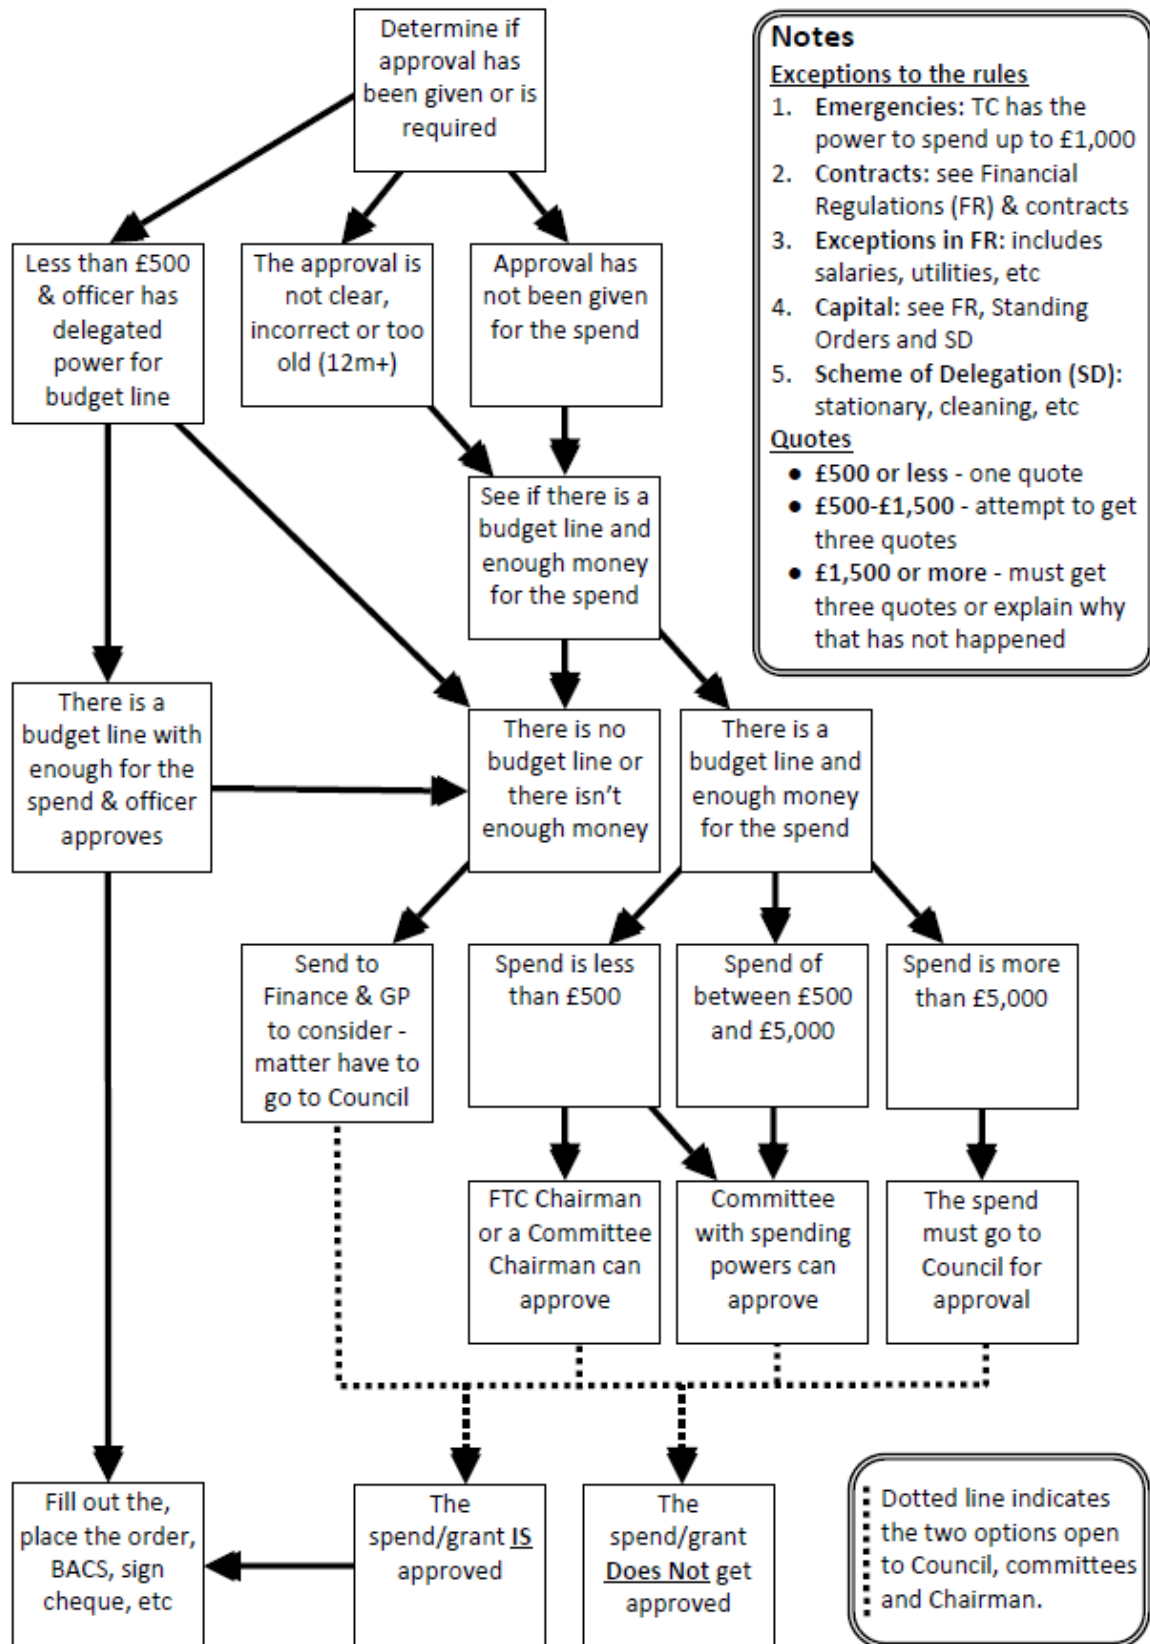 Determine if
approval has
been given or is
required
Notes
Exceptions to the rules
1. Emergencies: TC has the
power to spend up to £1,000
2. Contracts: see Financial
Regulations (FR) & contracts
3. Exceptions in FR: includes
salaries, utilities, etc
4. Capital: see FR, Standing
Orders and SD
5. Scheme of Delegation (SD):
stationary, cleaning, etc
Quotes
● £500 or less - one quote
● £500-£1,500 - attempt to get
three quotes
● £1,500 or more - must get
three quotes or explain why
that has not happened
Less than £500
& officer has
delegated
power for
budget line
The approval is
not clear,
incorrect or too
old (12m+)
Approval has
not been given
for the spend
See if there is a
budget line and
enough money
for the spend
There is a
budget line with
enough for the
spend & officer
approves
There is no
budget line or
there isn't
enough money
There is a
budget line and
enough money
for the spend
Send to
Finance & GP
to consider -
matter have to
go to Council
Spend is less
than £500
Spend of
between £500
and £5,000
Spend is more
than £5,000
FTC Chairman
or a Committee
Chairman can
approve
Committee
with spending
powers can
approve
The spend
must go to
Council for
approval
Fill out the,
place the order,
BACS, sign
cheque, etc
The
spend/grant IS
approved
The
spend/grant
Does Not get
approved
Dotted line indicates
the two options open
to Council, committees
and Chairman.